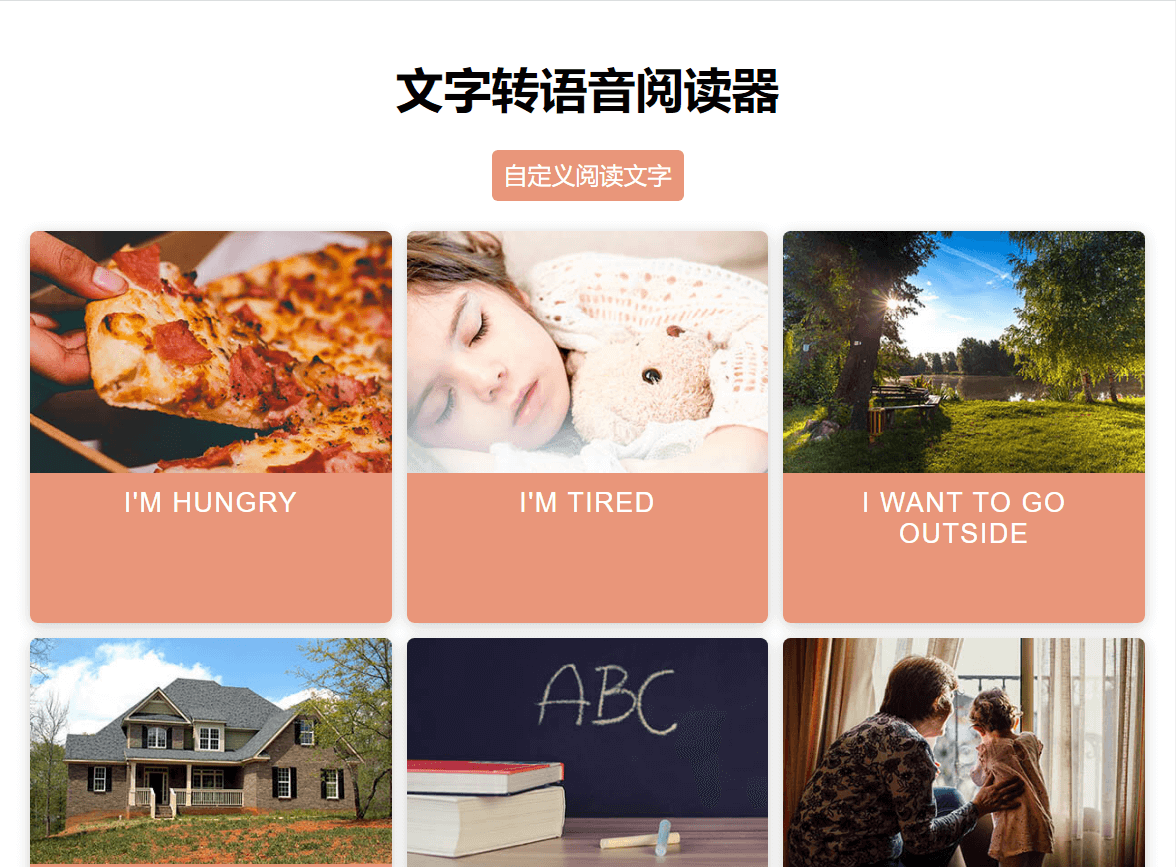 文字转语音阅读器
自定义阅读文字
I'M HUNGRY
I'M TIRED
I WANT TO GO
OUTSIDE
ABC